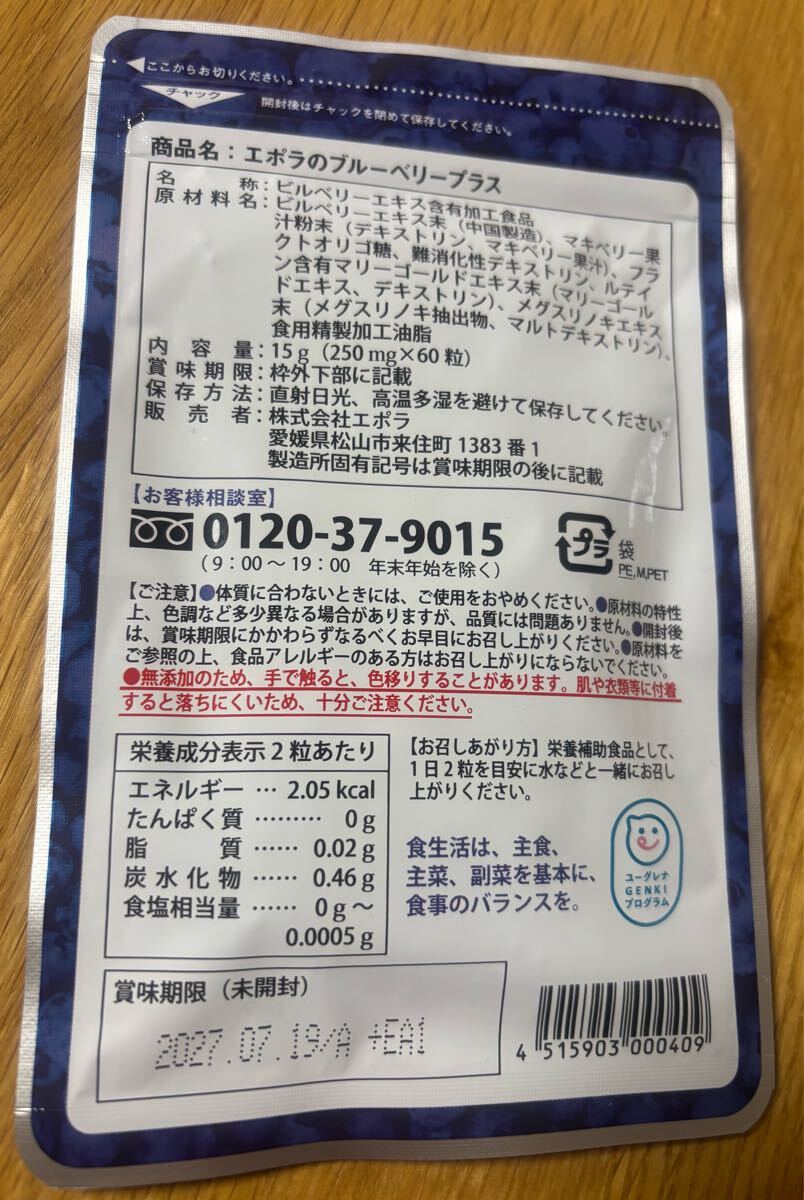 ここからお切りください。
チャック
開封後はチャックを閉めて保存してください。
商品名：エポラのブルーベリープラス
名称：ビルベリーエキス含有加工食品
原材料名：ビルベリーエキス末（中国製造）、マキベリー果
汁粉末（デキストリン、マキベリー果汁）、フラ
クトオリゴ糖、難消化性デキストリン、ルテイ
ン含有マリーゴールドエキス末（マリーゴール
ドエキス、デキストリン）、メグスリノキエキス
末（メグスリノキ抽出物、マルトデキストリン）、
食用精製加工油脂
内容量：15g（250mg×60粒）
賞味期限：枠外下部に記載
保存方法：直射日光、高温多湿を避けて保存してください。
販売者：株式会社エポラ
愛媛県松山市来住町1383番1
製造所固有記号は賞味期限の後に記載
【お客様相談室】
0120-37-9015
（9：00～19：00 年末年始を除く）
プラ
袋
PE,M,PET
【ご注意】●体質に合わないときには、ご使用をおやめください。●原材料の特性
上、色調など多少異なる場合がありますが、品質には問題ありません。●開封後
は、賞味期限にかかわらずなるべくお早目にお召し上がりください。●原材料を
ご参照の上、食品アレルギーのある方はお召し上がりにならないでください。
●無添加のため、手で触ると、色移りすることがあります。肌や衣類等に付着
すると落ちにくいため、十分ご注意ください。
栄養成分表示2粒あたり
エネルギー … 2.05 kcal
たんぱく質 ……… 0g
脂質 …… 0.02g
炭水化物 …… 0.46g
食塩相当量 …… 0g～
0.0005g
【お召しあがり方】栄養補助食品として、
1日2粒を目安に水などと一緒にお召し
上がりください。
食生活は、主食、
主菜、副菜を基本に、
食事のバランスを。
ユーグレナ
GENKI
プログラム
賞味期限（未開封）
2027.07.19/A +EA1
4 515903 000409